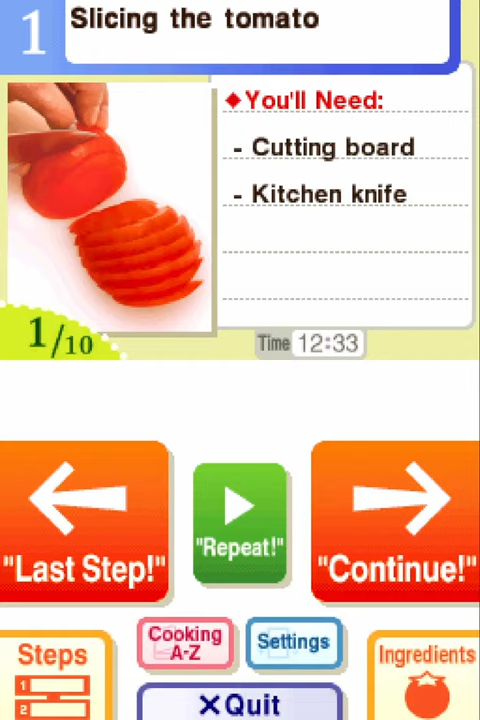 1
Slicing the tomato
◆You'll Need:
- Cutting board
- Kitchen knife
1/10
Time 12:33
"Last Step!"
"Repeat!"
"Continue!"
Cooking
A-Z
Settings
Steps
1
2
Ingredients
×Quit